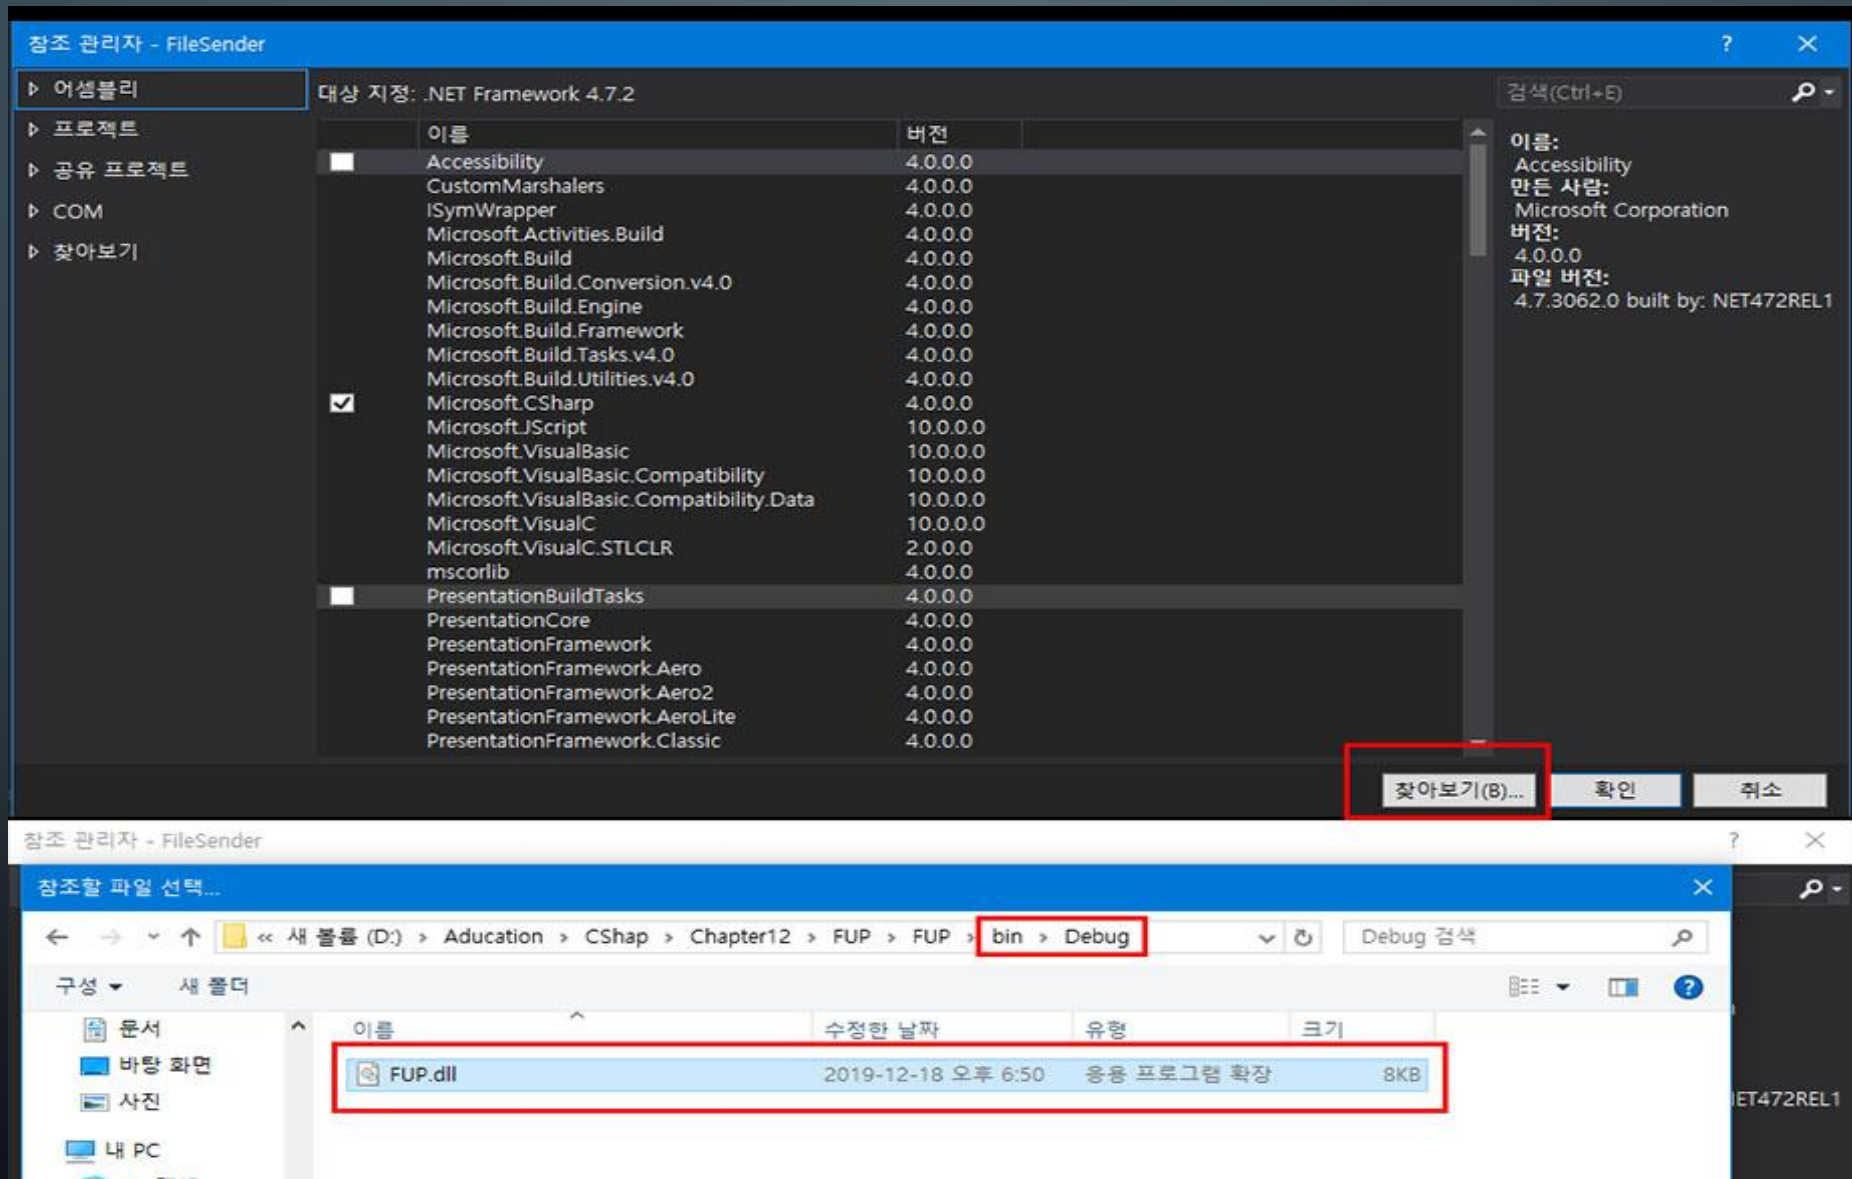 참조 관리자 - FileSender
? ×
어셈블리
프로젝트
공유 프로젝트
COM
찾아보기
대상 지정: .NET Framework 4.7.2
검색(Ctrl+E)
이름 버전
Accessibility 4.0.0.0
CustomMarshalers 4.0.0.0
ISymWrapper 4.0.0.0
Microsoft.Activities.Build 4.0.0.0
Microsoft.Build 4.0.0.0
Microsoft.Build.Conversion.v4.0 4.0.0.0
Microsoft.Build.Engine 4.0.0.0
Microsoft.Build.Framework 4.0.0.0
Microsoft.Build.Tasks.v4.0 4.0.0.0
Microsoft.Build.Utilities.v4.0 4.0.0.0
Microsoft.CSharp 4.0.0.0
Microsoft.JScript 10.0.0.0
Microsoft.VisualBasic 10.0.0.0
Microsoft.VisualBasic.Compatibility 10.0.0.0
Microsoft.VisualBasic.Compatibility.Data 10.0.0.0
Microsoft.VisualC 10.0.0.0
Microsoft.VisualC.STLCLR 2.0.0.0
mscorlib 4.0.0.0
PresentationBuildTasks 4.0.0.0
PresentationCore 4.0.0.0
PresentationFramework 4.0.0.0
PresentationFramework.Aero 4.0.0.0
PresentationFramework.Aero2 4.0.0.0
PresentationFramework.AeroLite 4.0.0.0
PresentationFramework.Classic 4.0.0.0
이름:
Accessibility
만든 사람:
Microsoft Corporation
버전:
4.0.0.0
파일 버전:
4.7.3062.0 built by: NET472REL1
찾아보기(B)... 확인 취소
참조 관리자 - FileSender
? ×
참조할 파일 선택...
« 새 볼륨 (D:) › Aducation › CShap › Chapter12 › FUP › FUP › bin › Debug
Debug 검색
구성 새 폴더
문서
바탕 화면
사진
내 PC
이름 수정한 날짜 유형 크기
FUP.dll 2019-12-18 오후 6:50 응용 프로그램 확장 8KB
ET472REL1